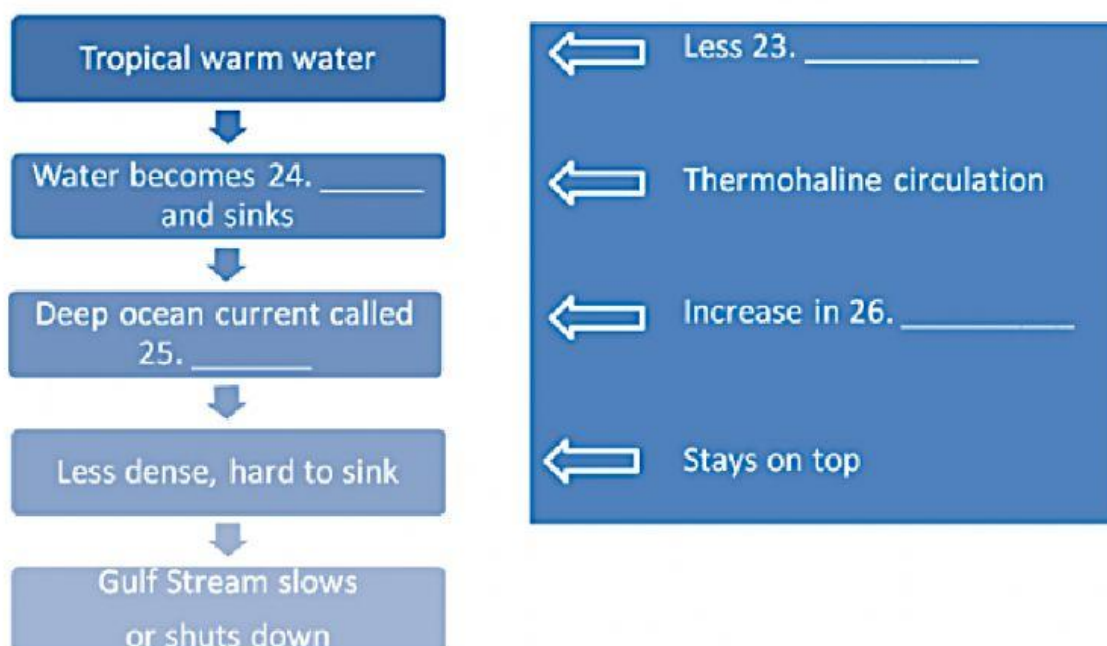 Tropical warm water
Water becomes 24. ______
and sinks
Deep ocean current called
25. _______
Less dense, hard to sink
Gulf Stream slows
or shuts down
Less 23. __________
Thermohaline circulation
Increase in 26. __________
Stays on top